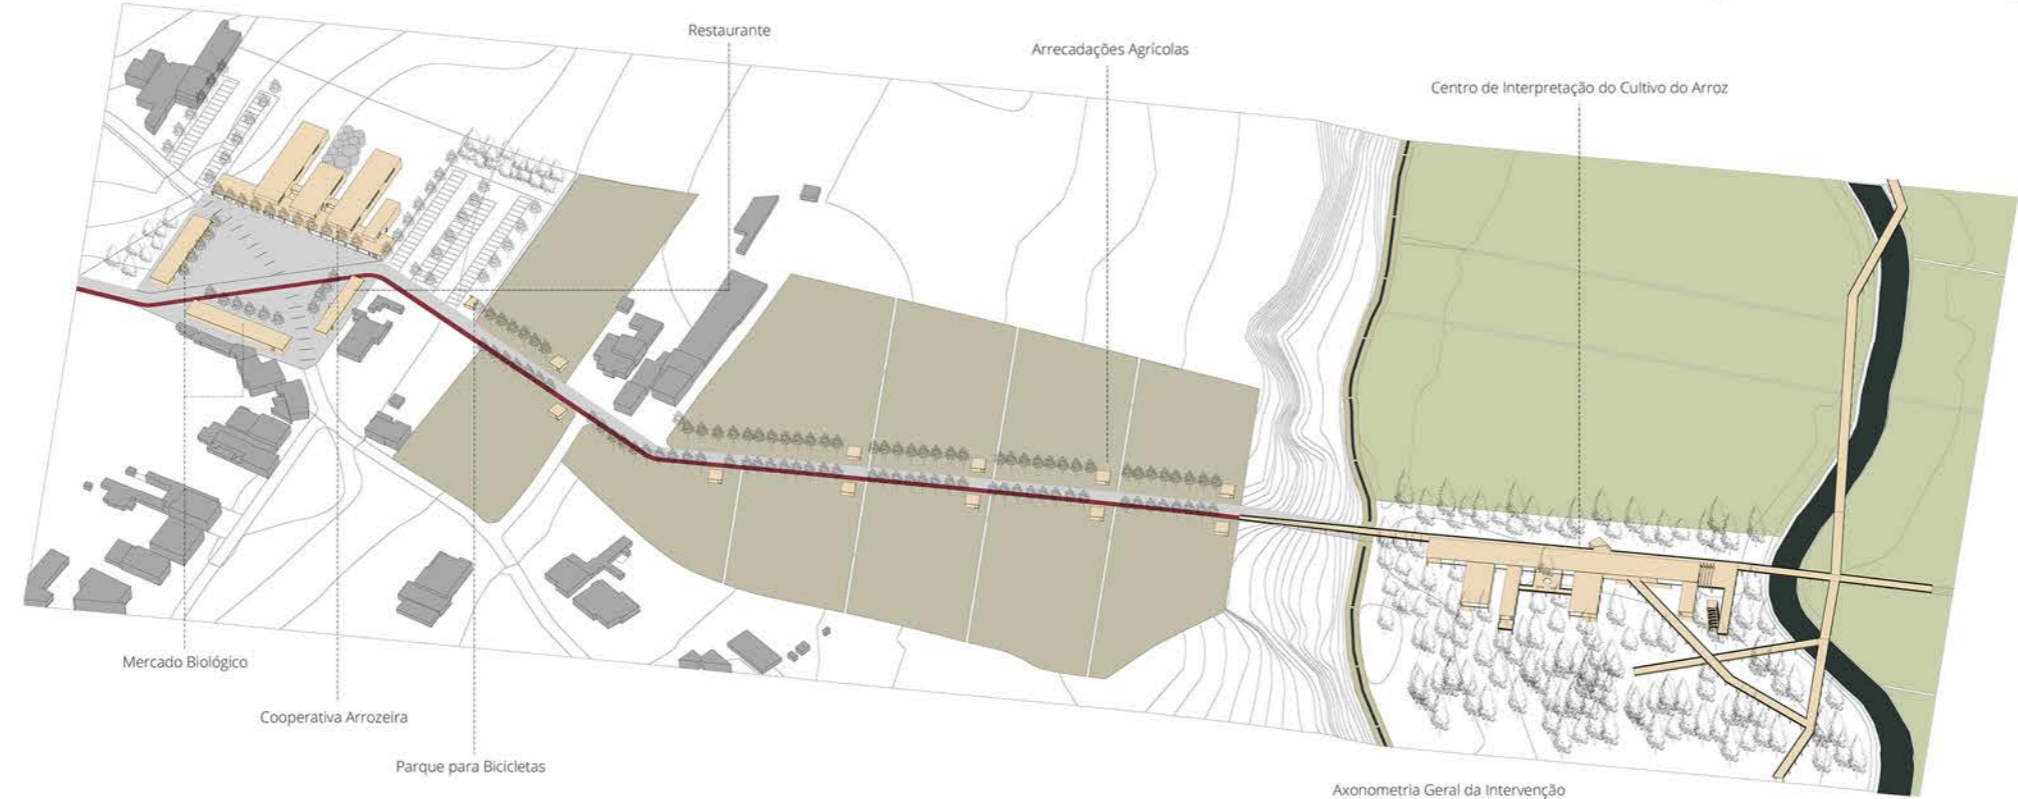 Restaurante
Arrecadações Agrícolas
Centro de Interpretação do Cultivo do Arroz
Mercado Biológico
Cooperativa Arrozeira
Parque para Bicicletas
Axonometria Geral da Intervenção